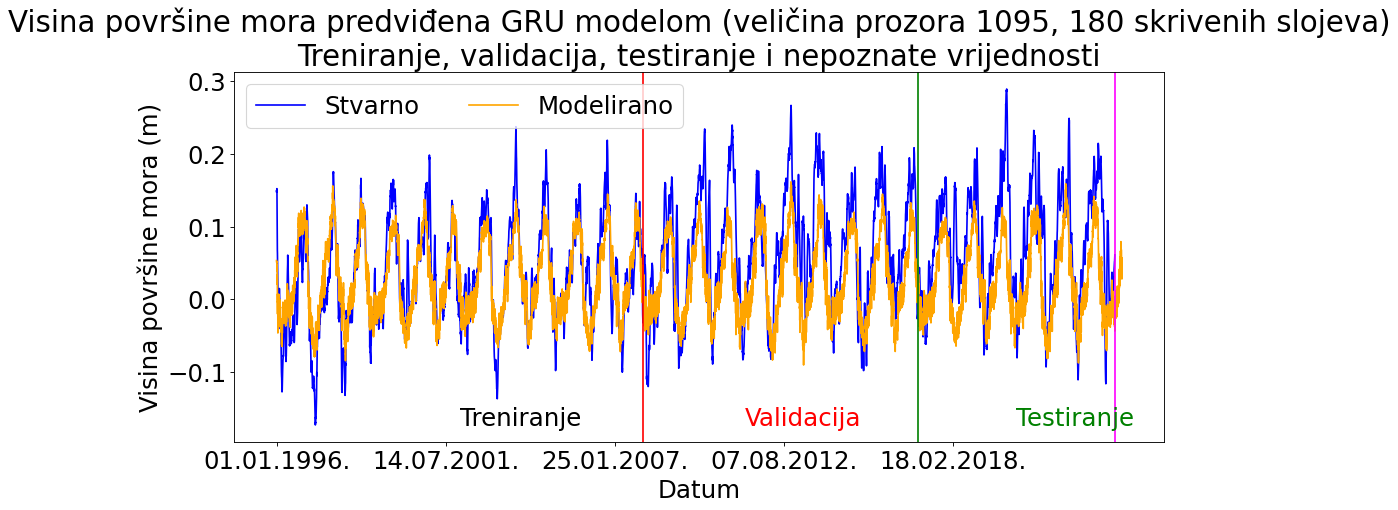 Visina površine mora predviđena GRU modelom (veličina prozora 1095, 180 skrivenih slojeva)
Treniranje, validacija, testiranje i nepoznate vrijednosti
Stvarno Modelirano
Visina površine mora (m)
0.3
0.2
0.1
0.0
−0.1
Treniranje Validacija Testiranje
01.01.1996. 14.07.2001. 25.01.2007. 07.08.2012. 18.02.2018.
Datum